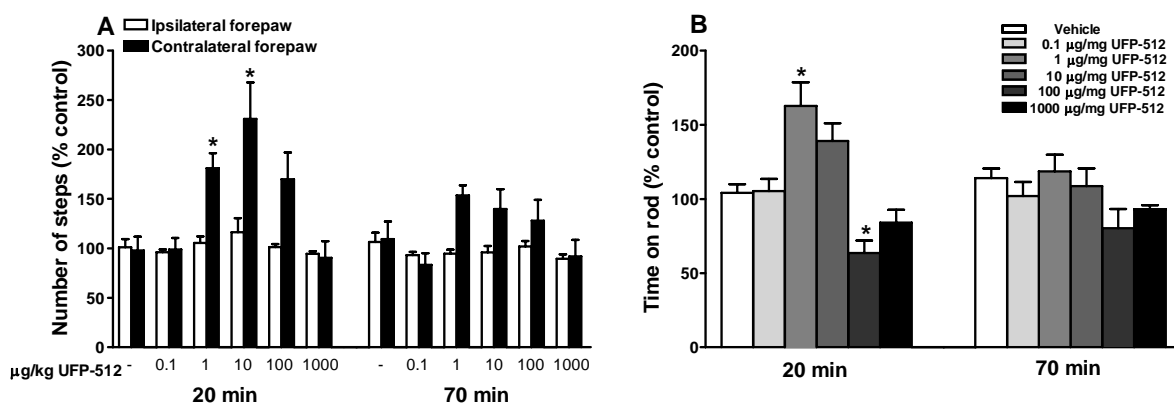 A
Ipsilateral forepaw
Contralateral forepaw
Number of steps (% control)
300
250
200
150
100
50
0
*
*
µg/kg UFP-512
- 0.1 1 10 100 1000
- 0.1 1 10 100 1000
20 min
70 min
B
Vehicle
0.1 µg/mg UFP-512
1 µg/mg UFP-512
10 µg/mg UFP-512
100 µg/mg UFP-512
1000 µg/mg UFP-512
Time on rod (% control)
200
150
100
50
0
*
*
20 min
70 min